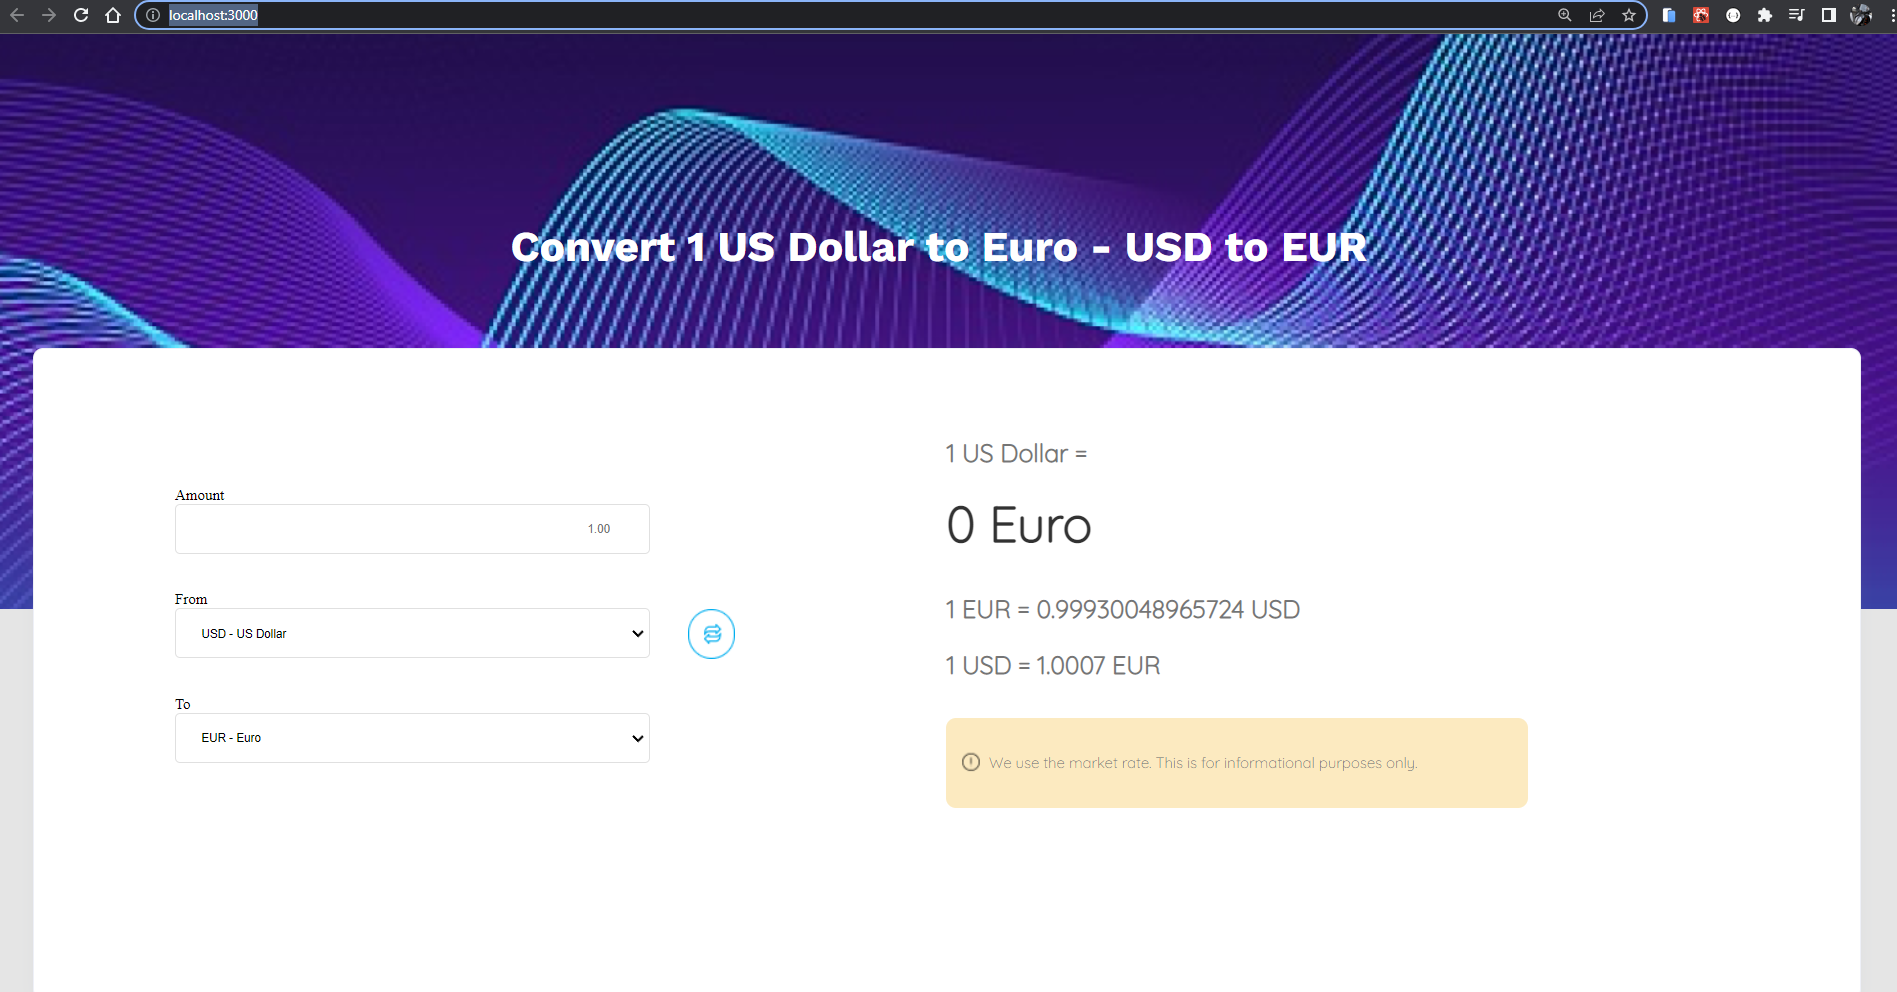 localhost:3000
Convert 1 US Dollar to Euro - USD to EUR
Amount
1.00
From
USD - US Dollar
To
EUR - Euro
1 US Dollar =
0 Euro
1 EUR = 0.99930048965724 USD
1 USD = 1.0007 EUR
We use the market rate. This is for informational purposes only.